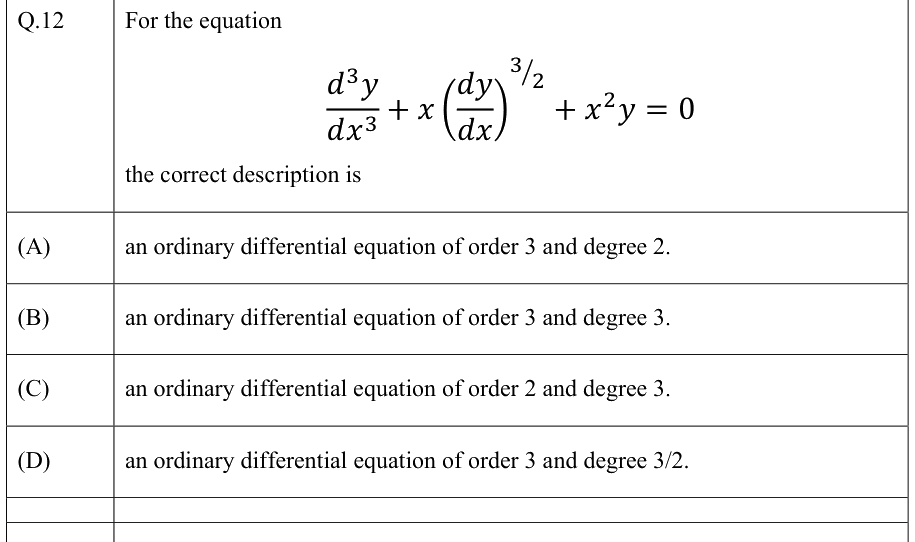 Q.12 For the equation
d³y/dx³ + x(dy/dx)^3/2 + x²y = 0
the correct description is
(A) an ordinary differential equation of order 3 and degree 2.
(B) an ordinary differential equation of order 3 and degree 3.
(C) an ordinary differential equation of order 2 and degree 3.
(D) an ordinary differential equation of order 3 and degree 3/2.